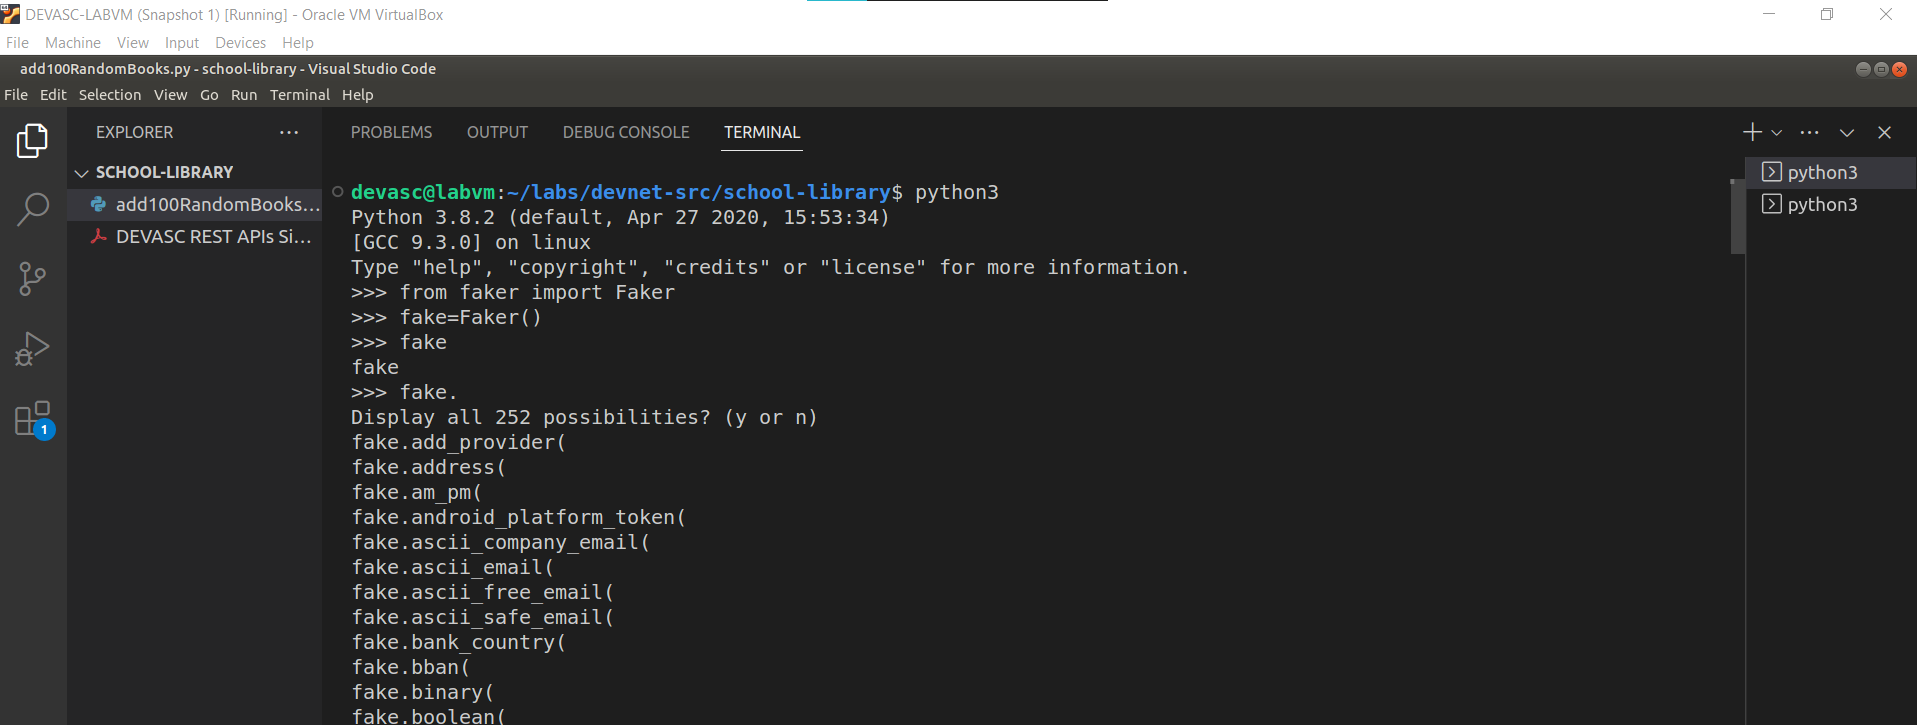 DEVASC-LABVM (Snapshot 1) [Running] - Oracle VM VirtualBox
File Machine View Input Devices Help
add100RandomBooks.py - school-library - Visual Studio Code
File Edit Selection View Go Run Terminal Help
EXPLORER ...
SCHOOL-LIBRARY
add100RandomBooks...
DEVASC REST APIs Si...
1
PROBLEMS OUTPUT DEBUG CONSOLE TERMINAL
devasc@labvm:~/labs/devnet-src/school-library$ python3
Python 3.8.2 (default, Apr 27 2020, 15:53:34)
[GCC 9.3.0] on linux
Type "help", "copyright", "credits" or "license" for more information.
>>> from faker import Faker
>>> fake=Faker()
>>> fake
fake
>>> fake.
Display all 252 possibilities? (y or n)
fake.add_provider(
fake.address(
fake.am_pm(
fake.android_platform_token(
fake.ascii_company_email(
fake.ascii_email(
fake.ascii_free_email(
fake.ascii_safe_email(
fake.bank_country(
fake.bban(
fake.binary(
fake.boolean(
python3
python3